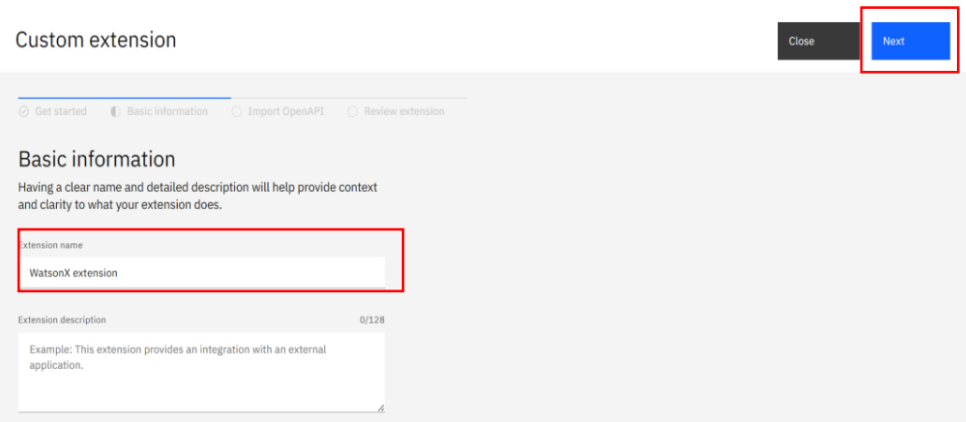 Custom extension
Close
Next
Get started
Basic information
Import OpenAPI
Review extension
Basic information
Having a clear name and detailed description will help provide context
and clarity to what your extension does.
Extension name
WatsonX extension
Extension description
0/128
Example: This extension provides an integration with an external
application.